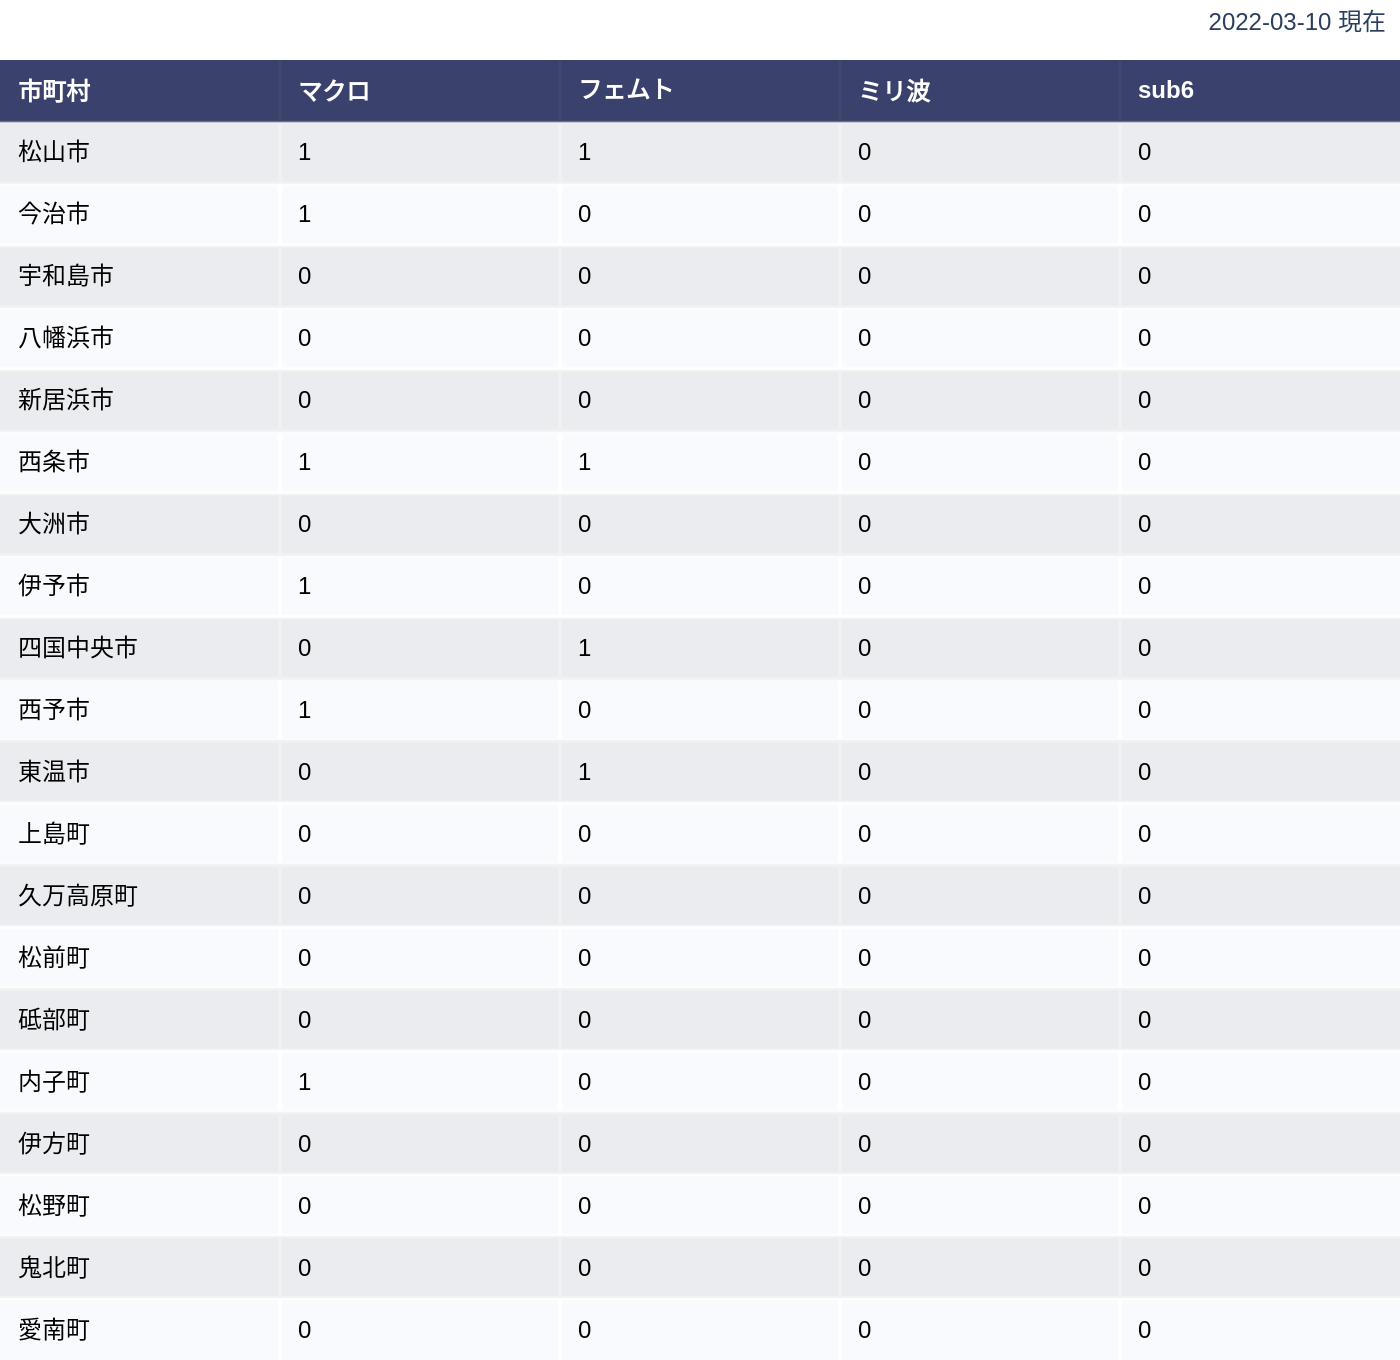 2022-03-10 現在
市町村 マクロ フェムト ミリ波 sub6
松山市 1 1 0 0
今治市 1 0 0 0
宇和島市 0 0 0 0
八幡浜市 0 0 0 0
新居浜市 0 0 0 0
西条市 1 1 0 0
大洲市 0 0 0 0
伊予市 1 0 0 0
四国中央市 0 1 0 0
西予市 1 0 0 0
東温市 0 1 0 0
上島町 0 0 0 0
久万高原町 0 0 0 0
松前町 0 0 0 0
砥部町 0 0 0 0
内子町 1 0 0 0
伊方町 0 0 0 0
松野町 0 0 0 0
鬼北町 0 0 0 0
愛南町 0 0 0 0